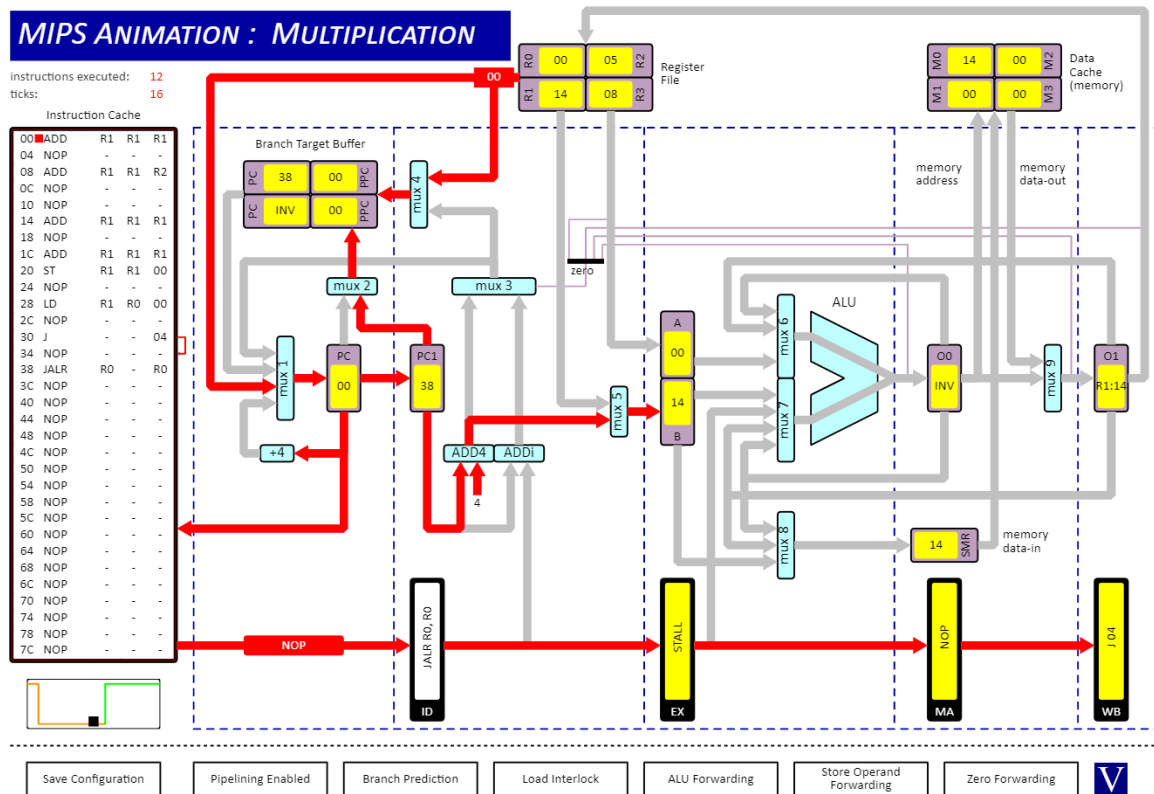 MIPS ANIMATION : MULTIPLICATION
instructions executed: 12
ticks: 16
Instruction Cache
00 ADD R1 R1 R1
04 NOP - - -
08 ADD R1 R1 R2
0C NOP - - -
10 NOP - - -
14 ADD R1 R1 R1
18 NOP - - -
1C ADD R1 R1 R1
20 ST R1 R1 00
24 NOP - - -
28 LD R1 R0 00
2C NOP - - -
30 J - - 04
34 NOP - - -
38 JALR R0 - R0
3C NOP - - -
40 NOP - - -
44 NOP - - -
48 NOP - - -
4C NOP - - -
50 NOP - - -
54 NOP - - -
58 NOP - - -
5C NOP - - -
60 NOP - - -
64 NOP - - -
68 NOP - - -
6C NOP - - -
70 NOP - - -
74 NOP - - -
78 NOP - - -
7C NOP - - -
00
R0 00 05 R2
R1 14 08 R3
Register
File
M0 14 00 M2
M1 00 00 M3
Data
Cache
(memory)
Branch Target Buffer
PC 38 00 PPC
PC INV 00 PPC
mux 4
memory
address
memory
data-out
zero
mux 2
mux 3
mux 1
PC
00
PC1
38
+4
ADD4
ADDi
4
mux 5
A
00
14
B
mux 6
mux 7
ALU
mux 8
O0
INV
mux 9
O1
R1:14
14
SMR
memory
data-in
NOP
JALR R0, R0
ID
STALL
EX
NOP
MA
J 04
WB
Save Configuration
Pipelining Enabled
Branch Prediction
Load Interlock
ALU Forwarding
Store Operand
Forwarding
Zero Forwarding
V